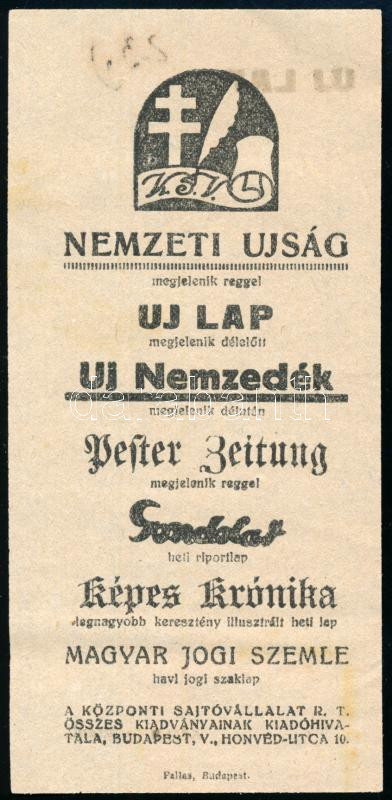 K.S.V.
NEMZETI UJSÁG
megjelenik reggel
UJ LAP
megjelenik délelőtt
Uj Nemzedék
megjelenik délután
Pester Zeitung
megjelenik reggel
Gondolat
heti riportlap
Képes Krónika
legnagyobb keresztény illusztrált heti lap
MAGYAR JOGI SZEMLE
havi jogi szaklap
A KÖZPONTI SAJTÓVÁLLALAT R. T.
ÖSSZES KIADVÁNYAINAK KIADÓHIVA-
TALA, BUDAPEST, V., HONVÉD-UTCA 10.
Pallas, Budapest.